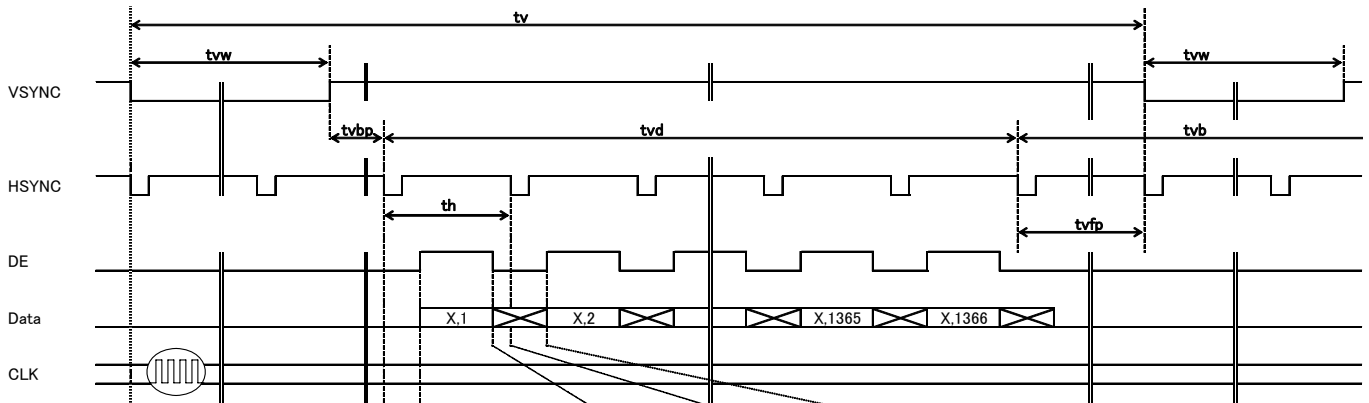 tv
tvw
tvw
VSYNC
tvbp
tvd
tvb
HSYNC
th
tvfp
DE
Data
X,1
X,2
X,1365
X,1366
CLK